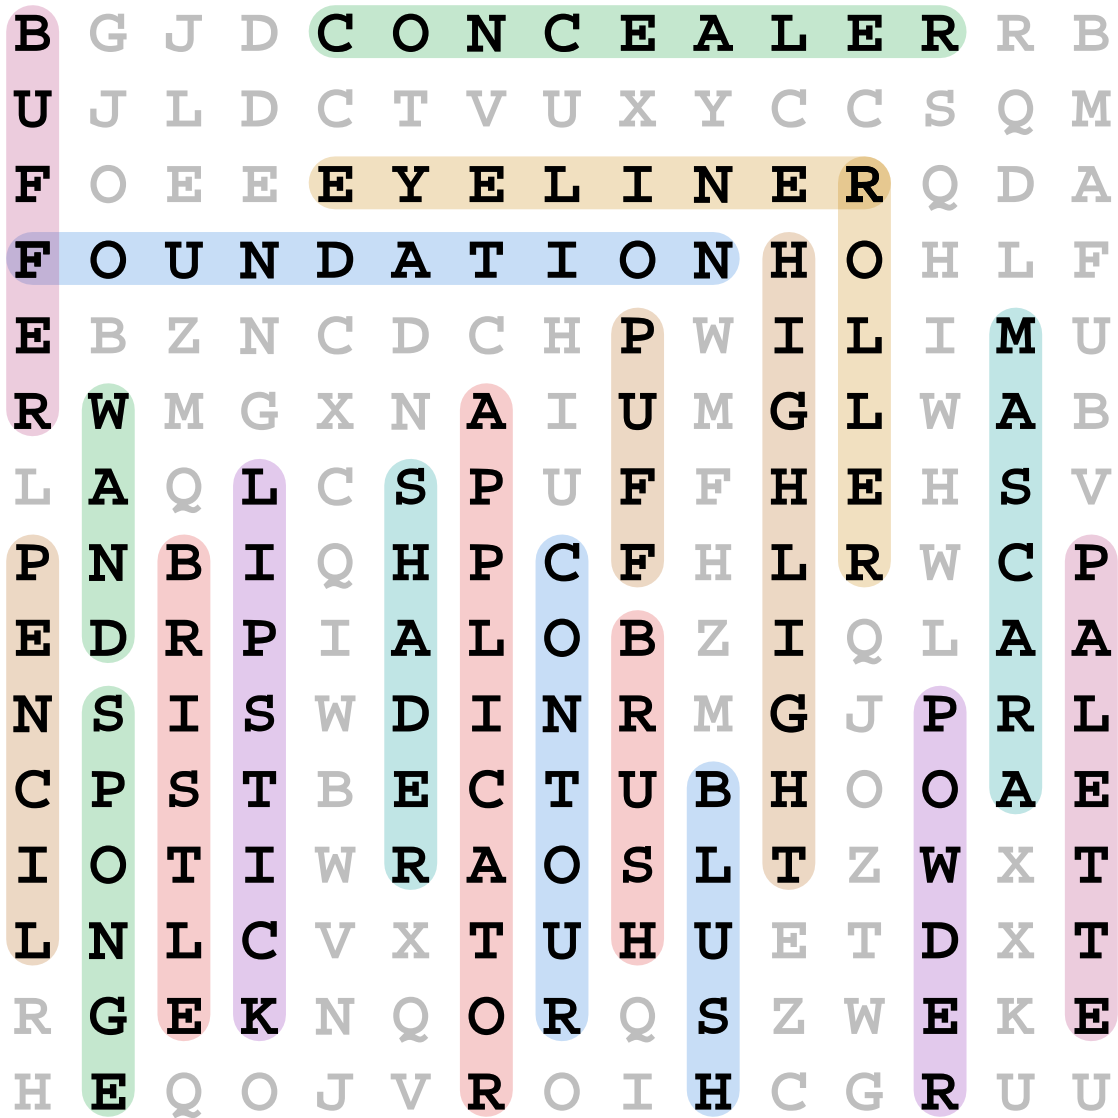 B G J D C O N C E A L E R R B
U J L D C T V U X Y C C S Q M
F O E E E Y E L I N E R Q D A
F O U N D A T I O N H O H L F
E B Z N C D C H P W I L I M U
R W M G X N A I U M G L W A B
L A Q L C S P U F F H E H S V
P N B I Q H P C F H L R W C P
E D R P I A L O B Z I Q L A A
N S I S W D I N R M G J P R L
C P S T B E C T U B H O O A E
I O T I W R A O S L T Z W X T
L N L C V X T U H U E T D X T
R G E K N Q O R Q S Z W E K E
H E Q O J V R O I H C G R U U